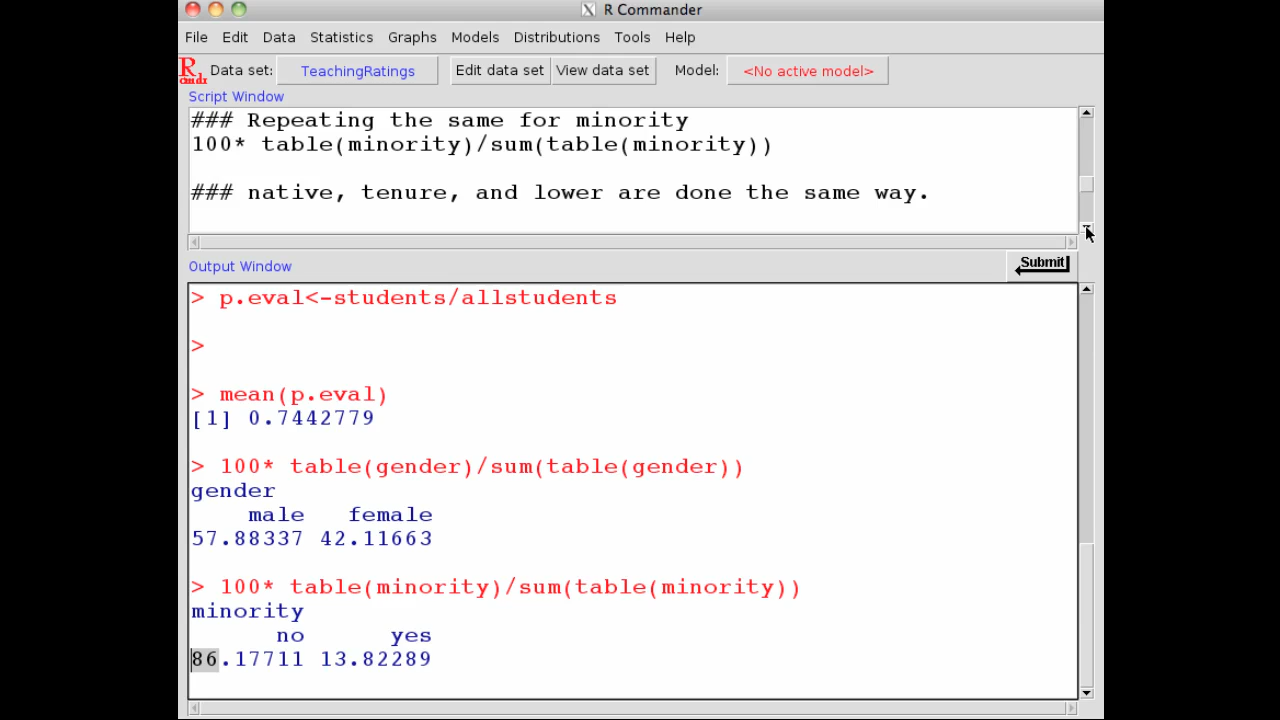 R Commander
File Edit Data Statistics Graphs Models Distributions Tools Help
R cmdr Data set: TeachingRatings Edit data set View data set Model: <No active model>
Script Window
### Repeating the same for minority
100* table(minority)/sum(table(minority))
### native, tenure, and lower are done the same way.
Output Window Submit
> p.eval<-students/allstudents
>
> mean(p.eval)
[1] 0.7442779
> 100* table(gender)/sum(table(gender))
gender
male female
57.88337 42.11663
> 100* table(minority)/sum(table(minority))
minority
no yes
86.17711 13.82289